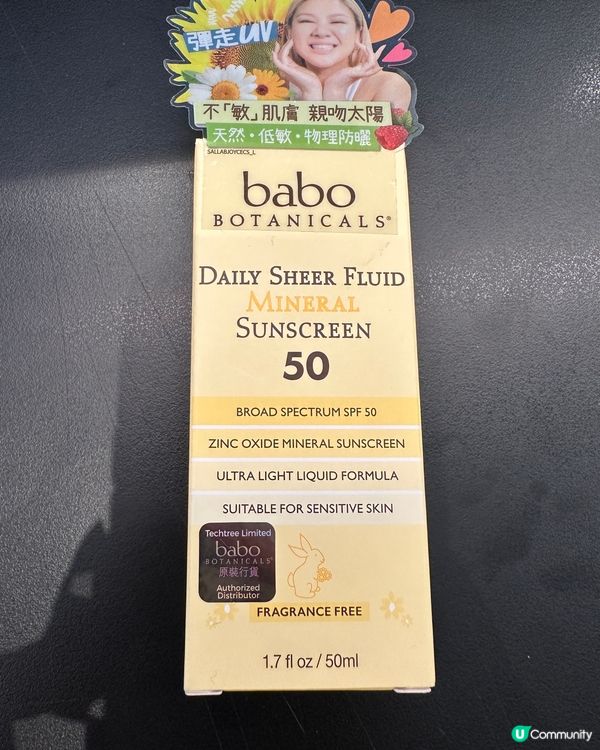 彈走UV
不「敏」肌膚 親吻太陽
天然·低敏·物理防曬
SALLABJOYCECS_L
babo
BOTANICALS®
DAILY SHEER FLUID
MINERAL
SUNSCREEN
50
BROAD SPECTRUM SPF 50
ZINC OXIDE MINERAL SUNSCREEN
ULTRA LIGHT LIQUID FORMULA
SUITABLE FOR SENSITIVE SKIN
Techtree Limited
babo
BOTANICALS®
原裝行貨
Authorized
Distributor
FRAGRANCE FREE
1.7 fl oz / 50ml
U Community